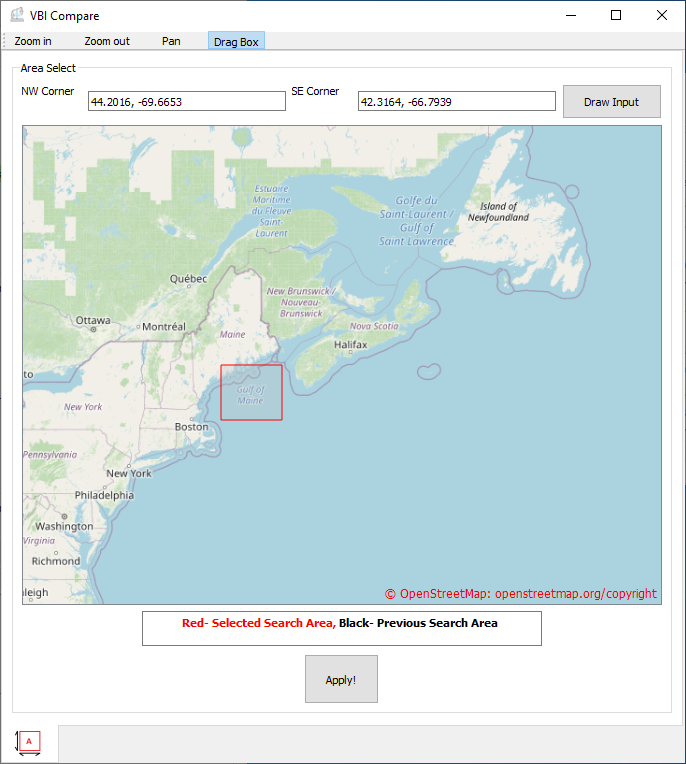 VBI Compare
Zoom in Zoom out Pan Drag Box
Area Select
NW Corner 44.2016, -69.6653 SE Corner 42.3164, -66.7939 Draw Input
Estuaire
Maritime
du Fleuve
Saint
Laurent
Golfe du
Saint-Laurent /
Gulf of
Saint Lawrence
Island of
Newfoundland
Québec
New Brunswick /
Nouveau-
Brunswick
Ottawa
Montréal
Maine
Nova Scotia
Halifax
to
Gulf of
Maine
New York
Boston
Pennsylvania
New York
Philadelphia
Washington
Virginia
Richmond
leigh
© OpenStreetMap: openstreetmap.org/copyright
Red- Selected Search Area, Black- Previous Search Area
Apply!
A